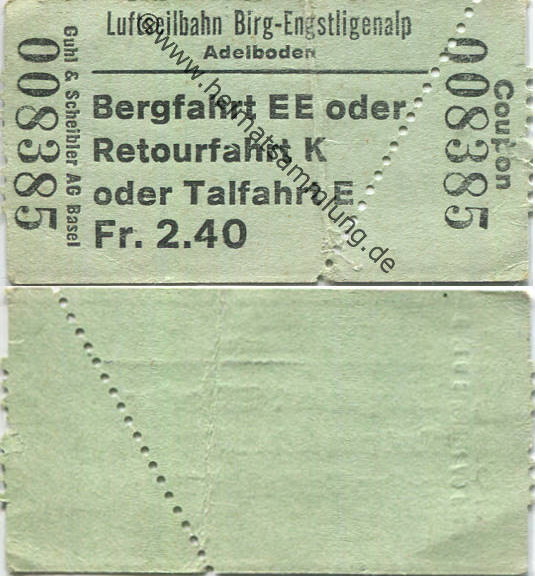 Luftseilbahn Birg-Engstligenalp
Adelboden
Bergfahrt EE oder
Retourfahrt K
oder Talfahrt E
Fr. 2.40
008385
Guhl & Scheibler AG Basel
008385
Coupon
©www.heimatsammlung.de